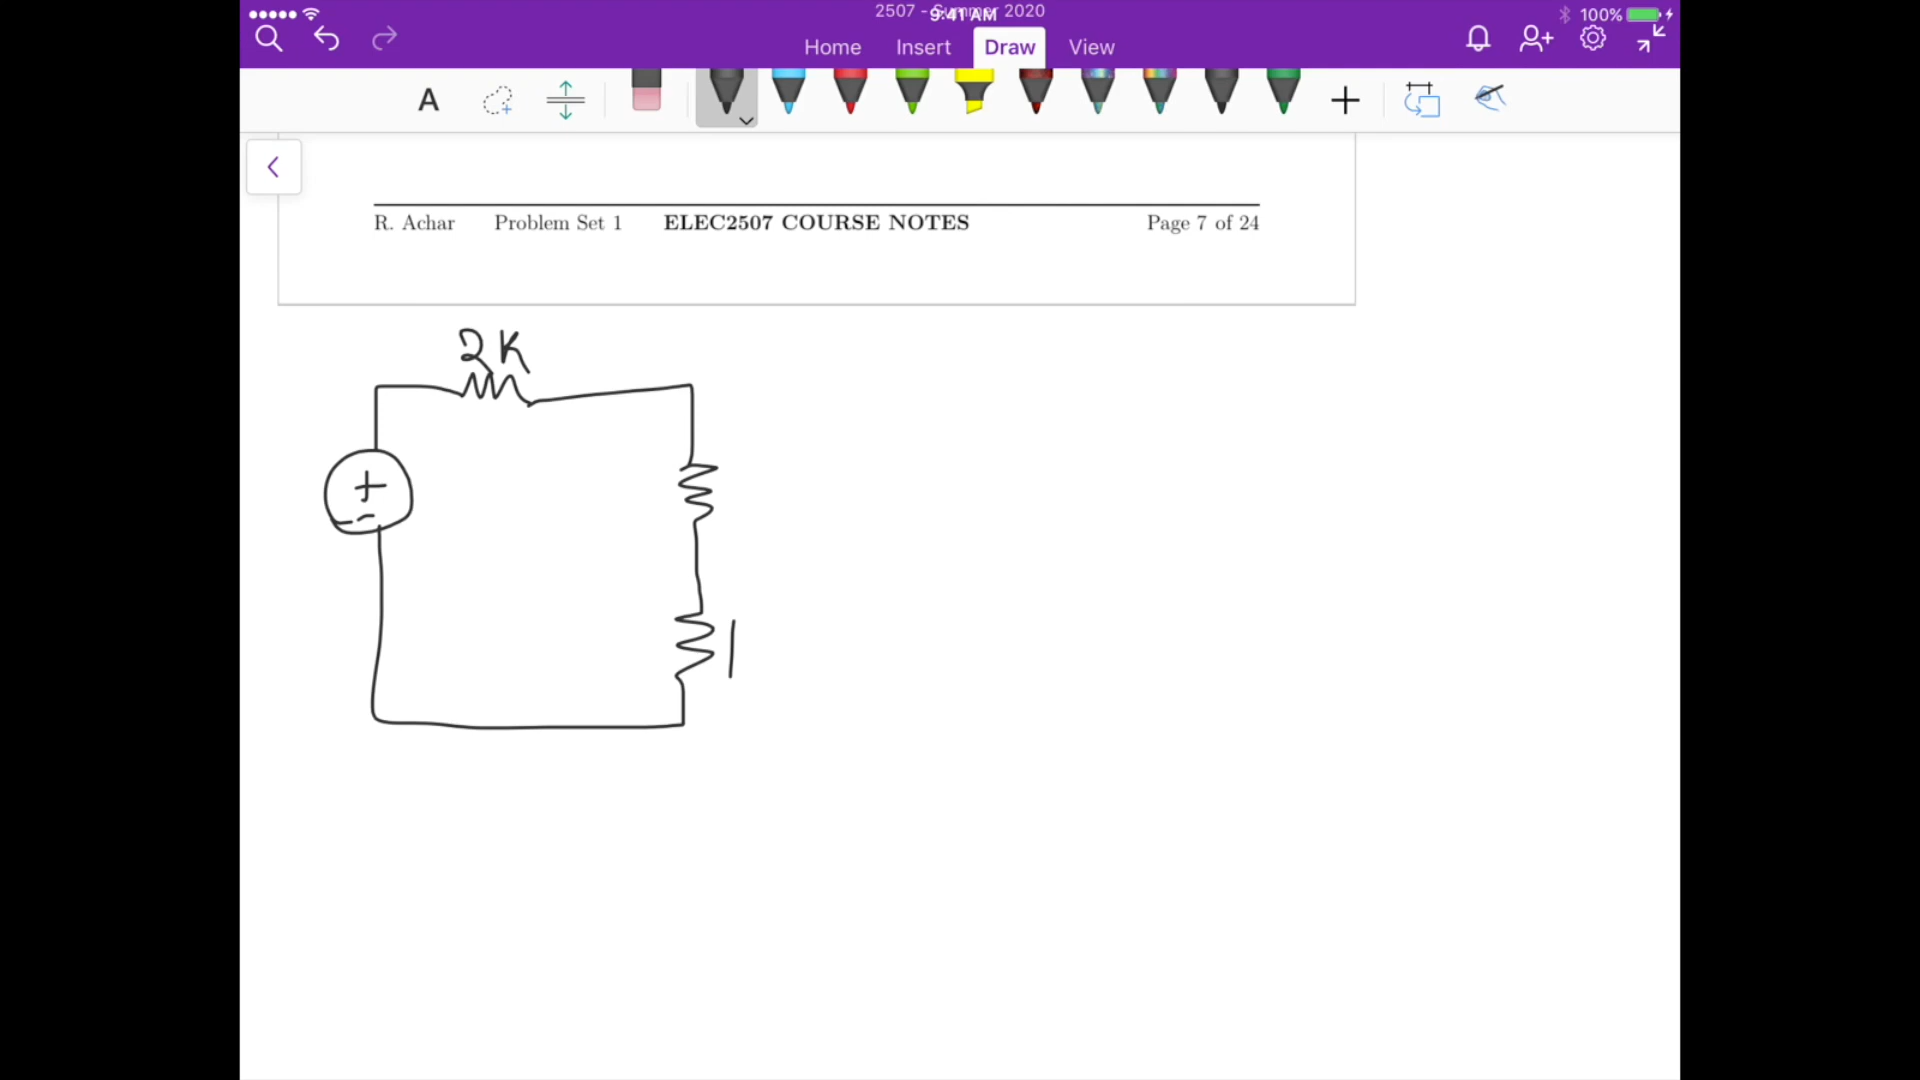 2507 - Summer 2020
9:41 AM
100%
Home Insert Draw View
A
R. Achar Problem Set 1 ELEC2507 COURSE NOTES Page 7 of 24
2K
+
-
1